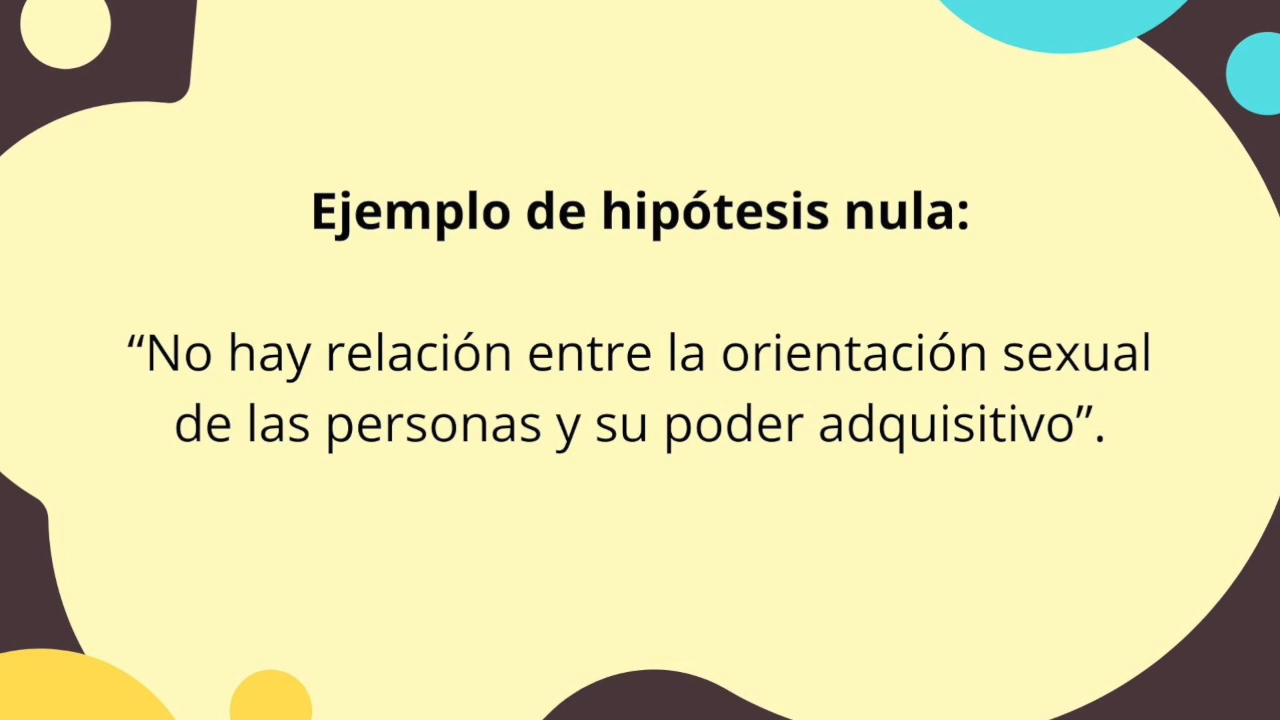 Ejemplo de hipótesis nula:
“No hay relación entre la orientación sexual
de las personas y su poder adquisitivo”.